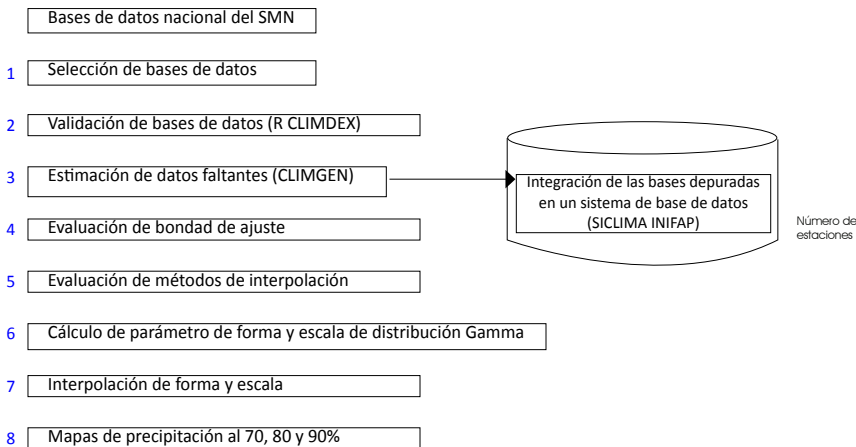 Bases de datos nacional del SMN
1 Selección de bases de datos
2 Validación de bases de datos (R CLIMDEX)
3 Estimación de datos faltantes (CLIMGEN)
Integración de las bases depuradas
en un sistema de base de datos
(SICLIMA INIFAP)
Número de
estaciones
4 Evaluación de bondad de ajuste
5 Evaluación de métodos de interpolación
6 Cálculo de parámetro de forma y escala de distribución Gamma
7 Interpolación de forma y escala
8 Mapas de precipitación al 70, 80 y 90%